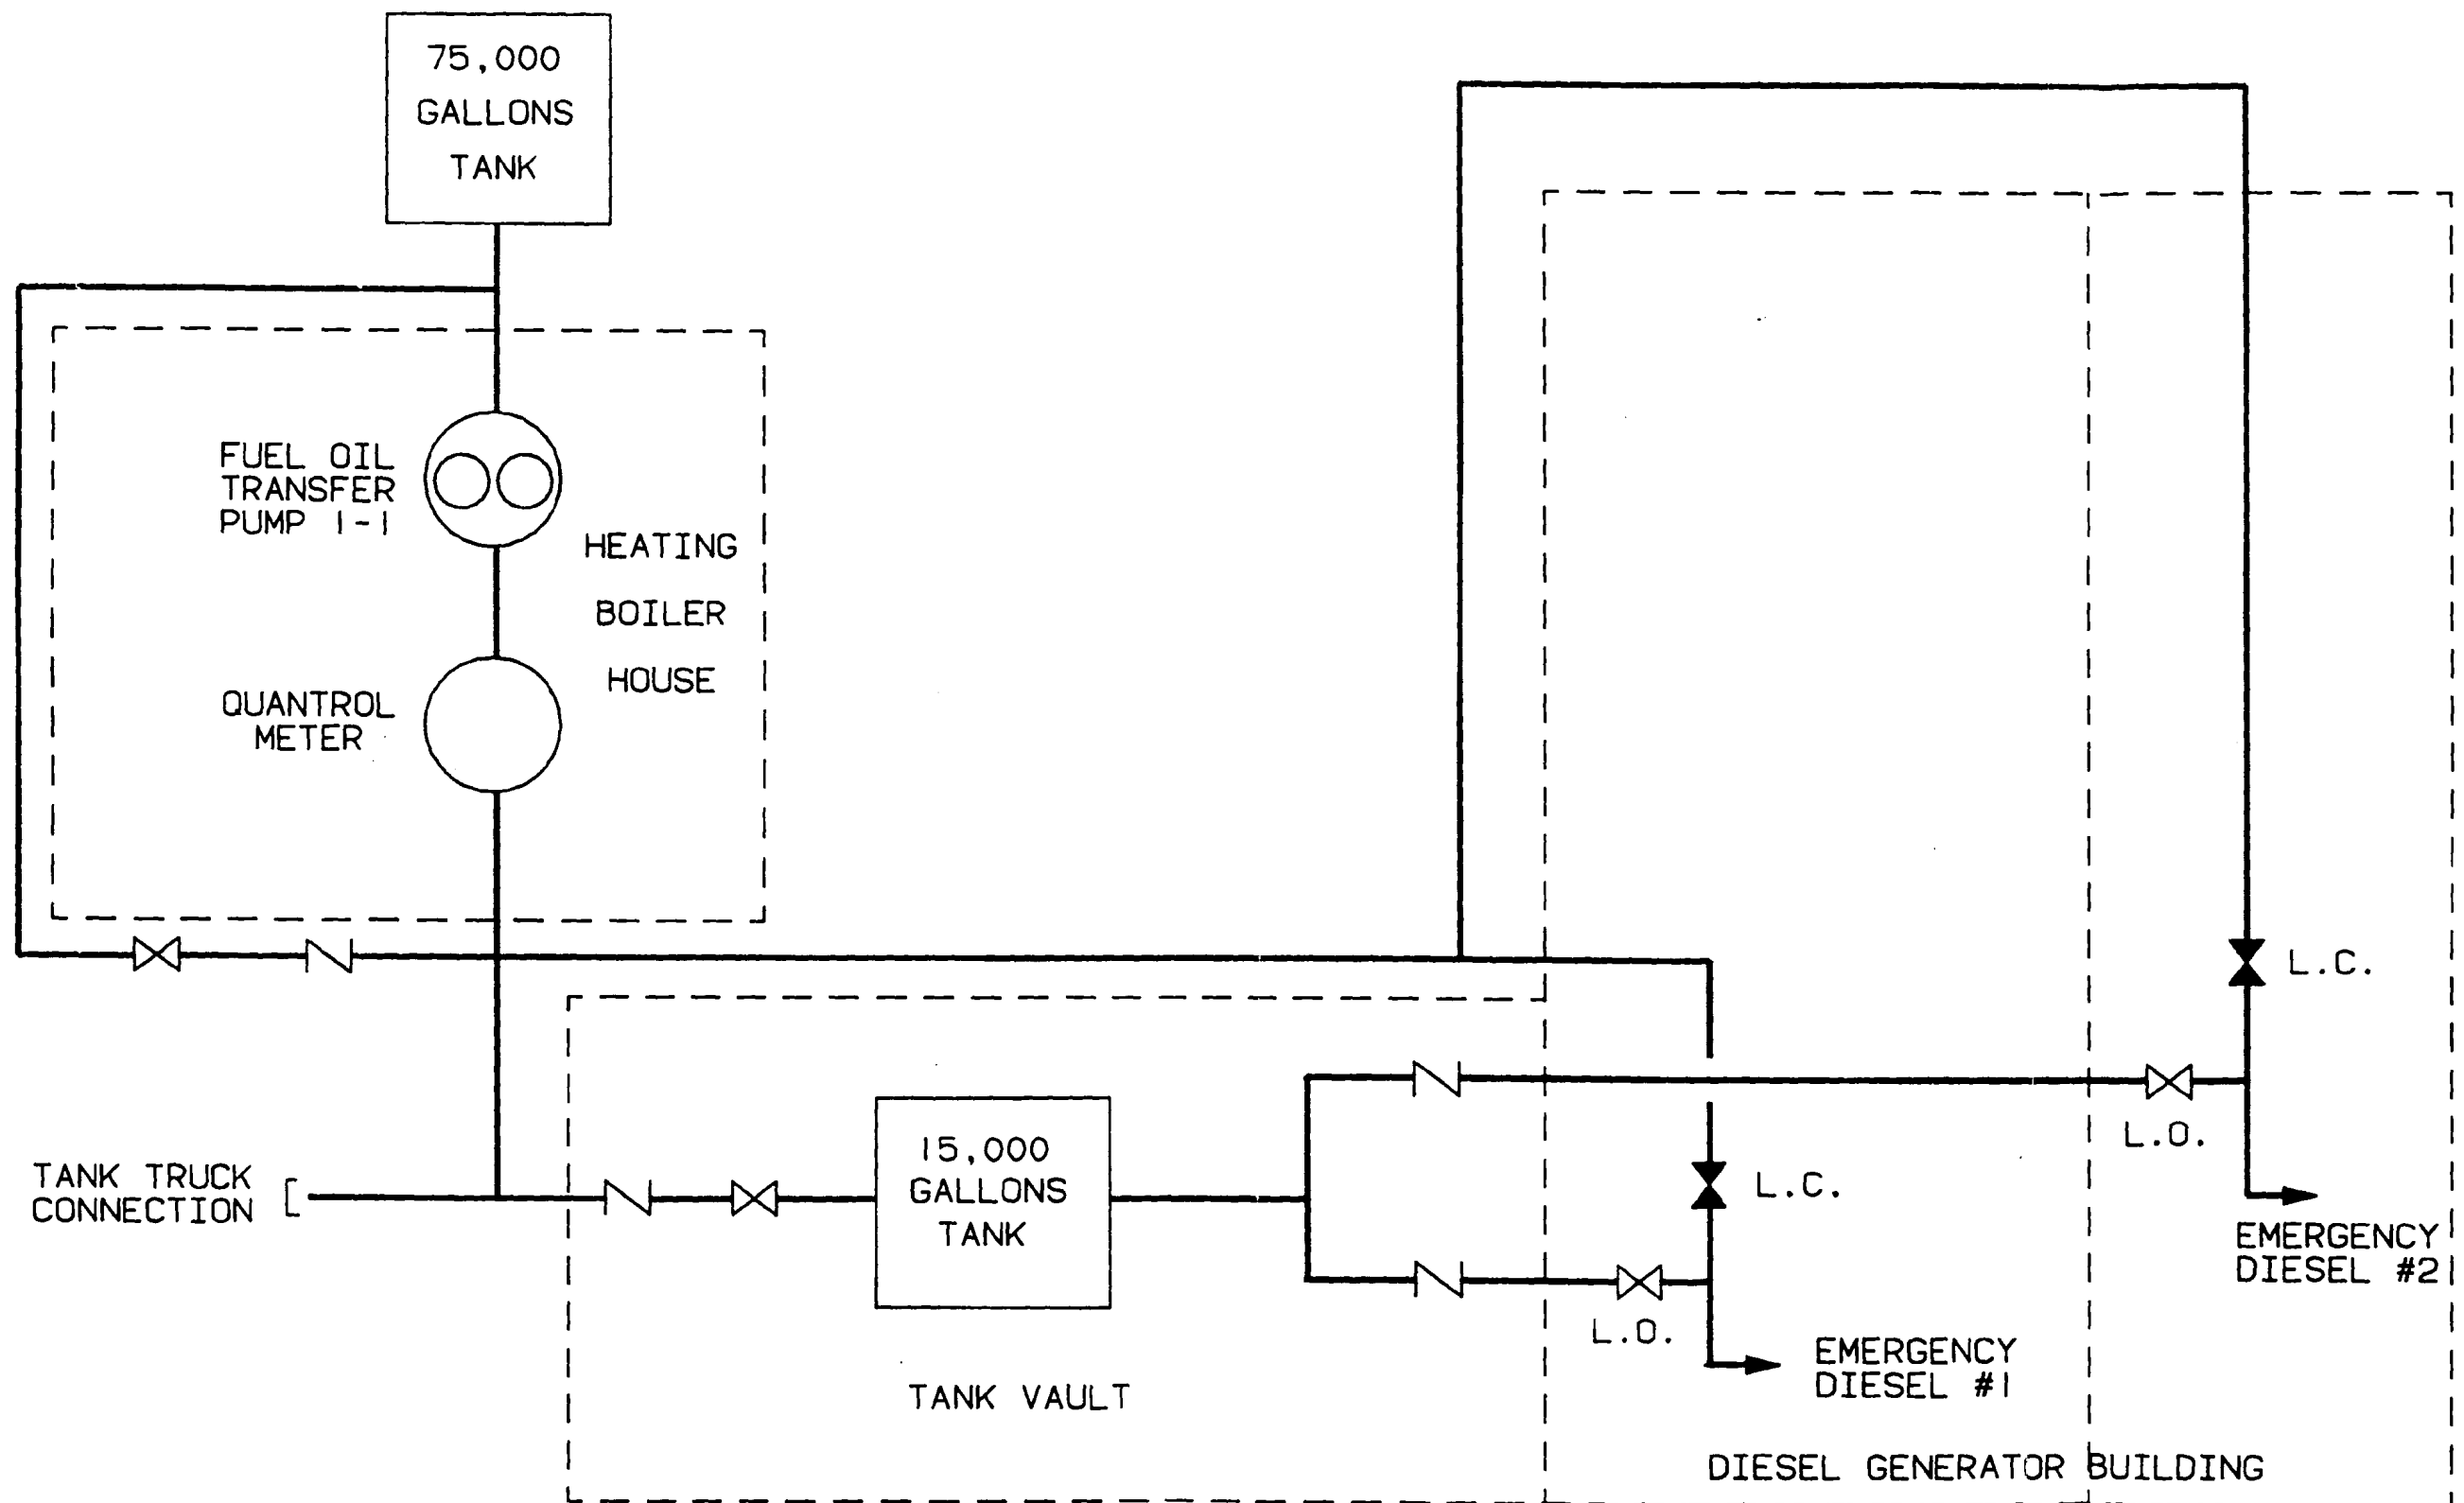 75,000
GALLONS
TANK
FUEL OIL
TRANSFER
PUMP 1-1
HEATING
BOILER
HOUSE
QUANTROL
METER
L.C.
15,000
GALLONS
TANK
L.O.
TANK TRUCK
CONNECTION
L.C.
EMERGENCY
DIESEL #2
L.O.
EMERGENCY
DIESEL #1
TANK VAULT
DIESEL GENERATOR BUILDING